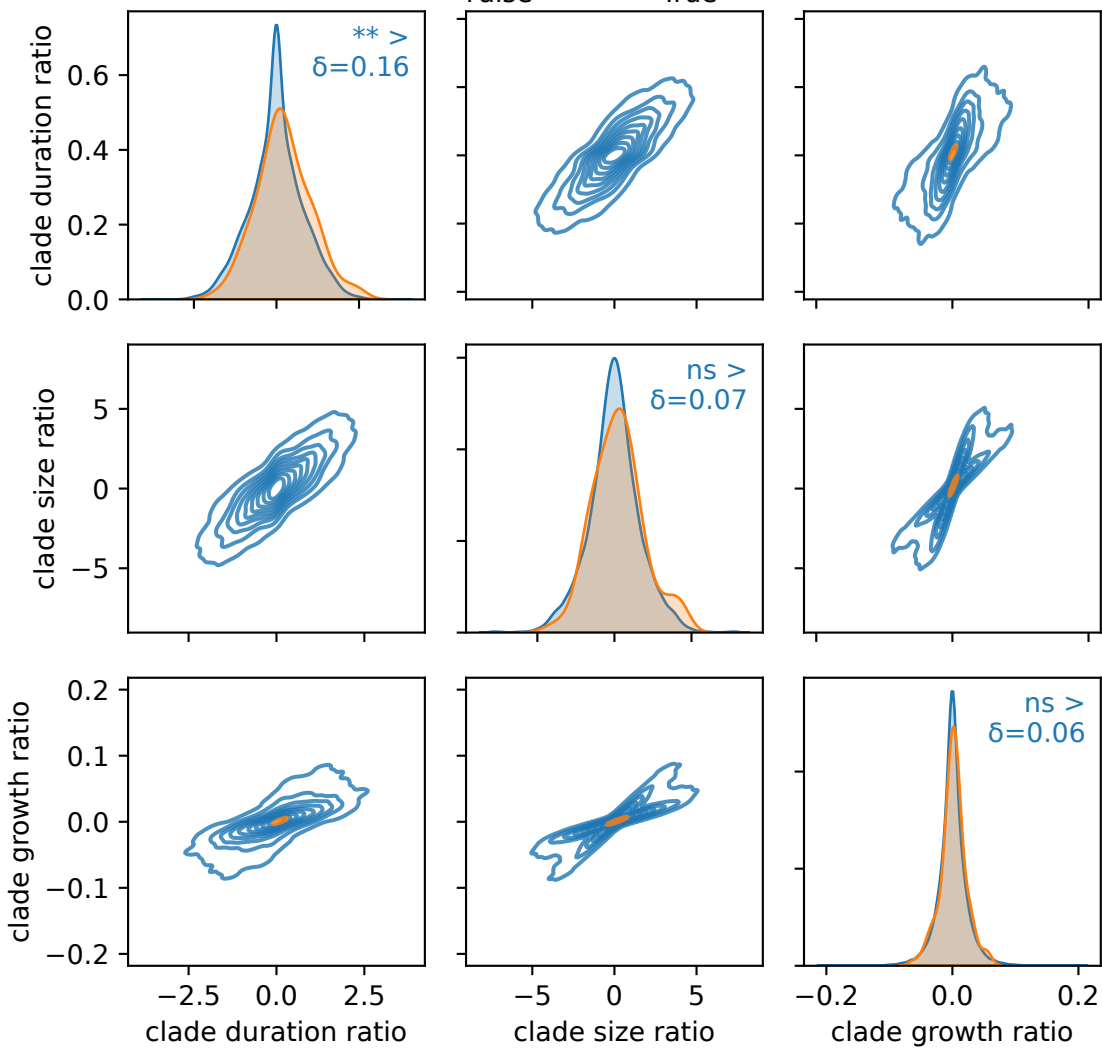 clade duration ratio
0.6
0.4
0.2
0.0
** >
δ=0.16
clade size ratio
5
0
−5
ns >
δ=0.07
clade growth ratio
0.2
0.1
0.0
−0.1
−0.2
ns >
δ=0.06
−2.5 0.0 2.5
−5 0 5
−0.2 0.0 0.2
clade duration ratio
clade size ratio
clade growth ratio